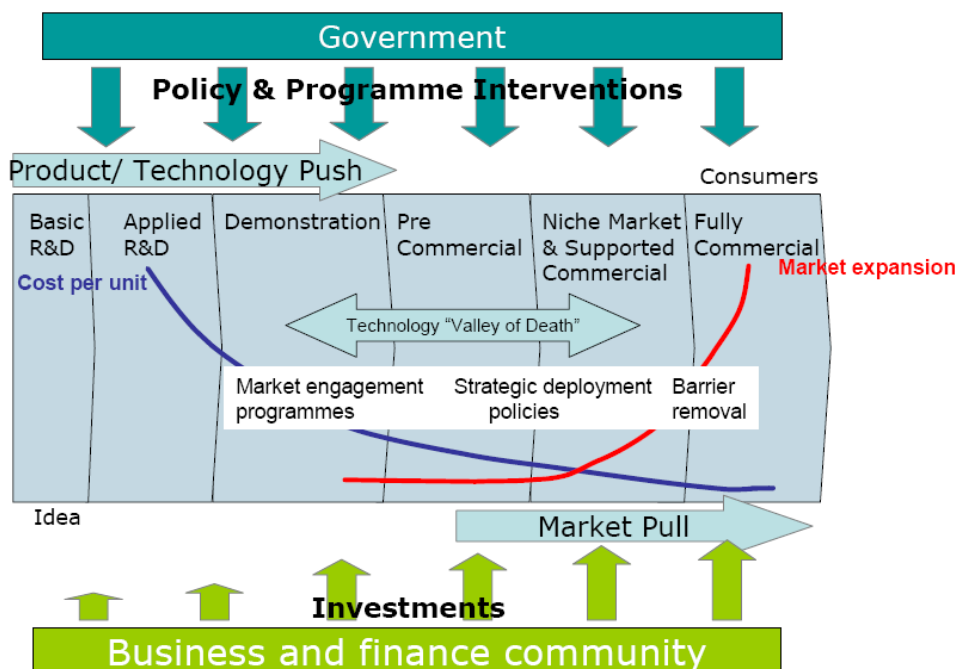 Government
Policy & Programme Interventions
Product/ Technology Push
Consumers
Basic
R&D
Applied
R&D
Demonstration
Pre
Commercial
Niche Market
& Supported
Commercial
Fully
Commercial
Cost per unit
Market expansion
Technology “Valley of Death”
Market engagement
programmes
Strategic deployment
policies
Barrier
removal
Idea
Market Pull
Investments
Business and finance community